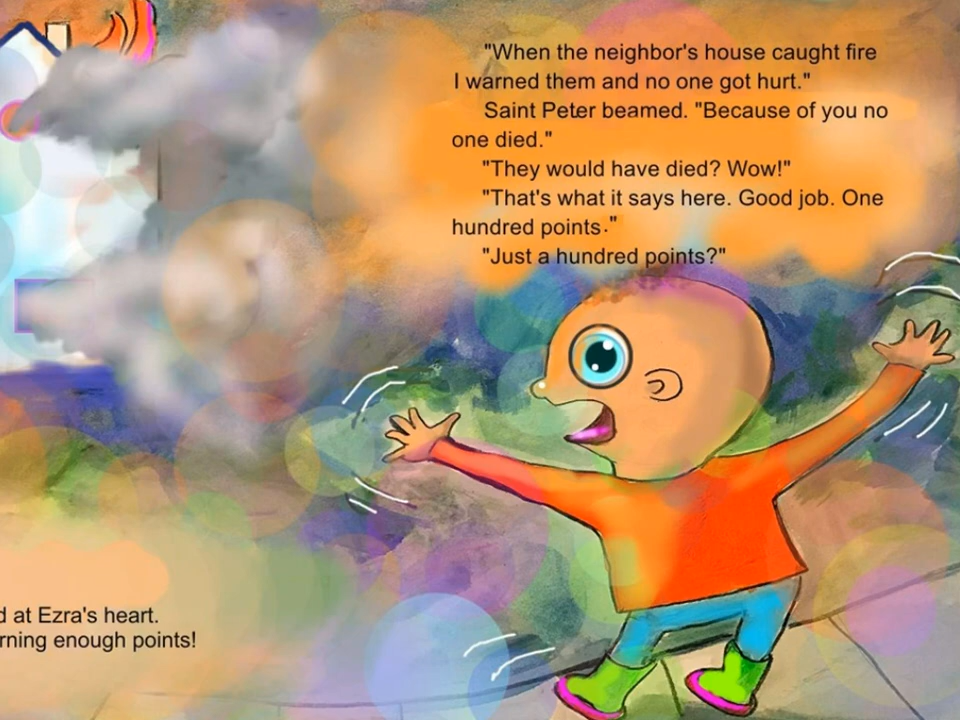 "When the neighbor's house caught fire
I warned them and no one got hurt."
Saint Peter beamed. "Because of you no
one died."
"They would have died? Wow!"
"That's what it says here. Good job. One
hundred points."
"Just a hundred points?"
at Ezra's heart.
enough points!